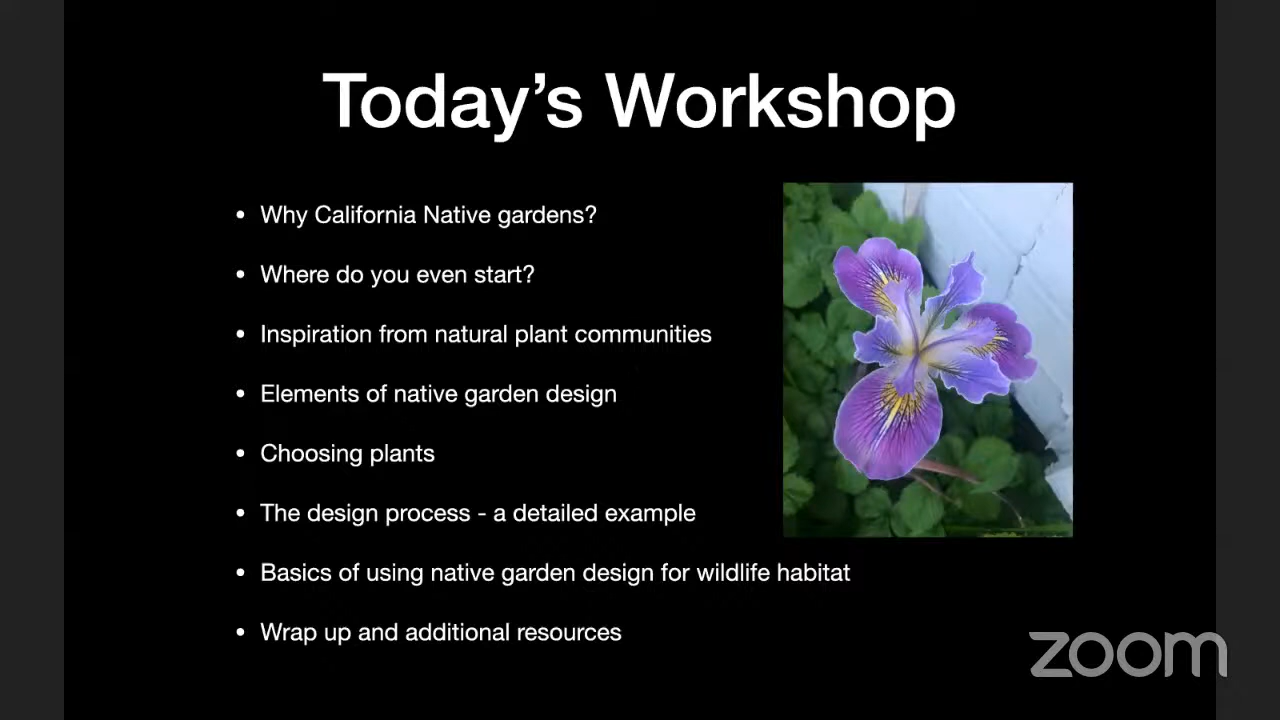 Today’s Workshop
• Why California Native gardens?
• Where do you even start?
• Inspiration from natural plant communities
• Elements of native garden design
• Choosing plants
• The design process - a detailed example
• Basics of using native garden design for wildlife habitat
• Wrap up and additional resources
zoom